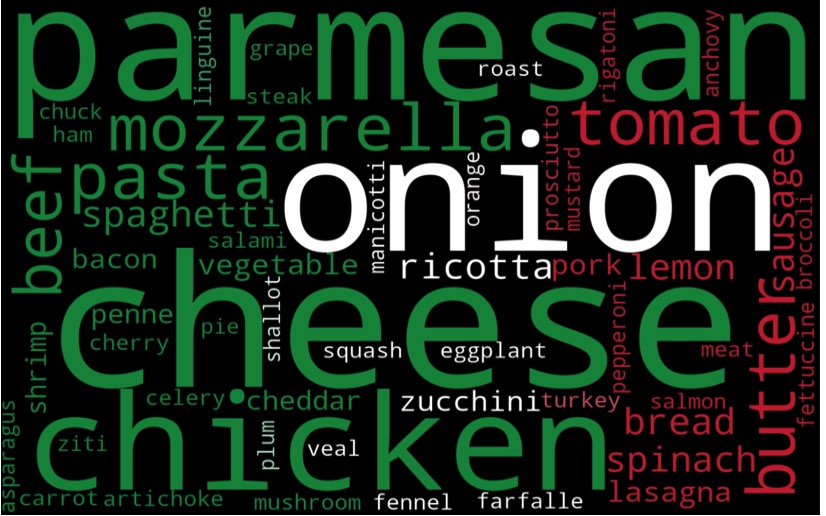 parmesan
linguine
grape
roast
rigatoni
anchovy
steak
chuck
ham
mozzarella
prosciutto
tomato
beef
pasta
manicotti
orange
onion
mustard
sausage
spaghetti
salami
broccoli
bacon
vegetable
ricotta
pork
lemon
cheese
shallot
penne
pie
cherry
squash
eggplant
pepperoni
meat
butter
fettuccine
shrimp
celery
cheddar
zucchini
turkey
salmon
chicken
bread
asparagus
ziti
plum
veal
spinach
carrot
artichoke
mushroom
fennel
farfalle
lasagna